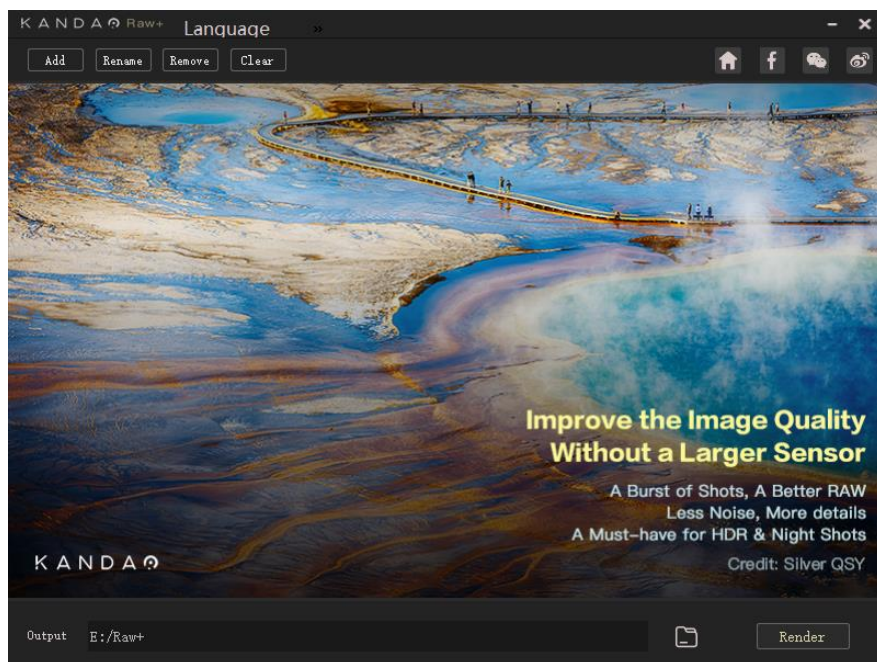 KANDAO Raw+ Language »
Add Rename Remove Clear
Improve the Image Quality
Without a Larger Sensor
A Burst of Shots, A Better RAW
Less Noise, More details
A Must-have for HDR & Night Shots
KANDAO
Credit: Silver QSY
Output E:/Raw+ Render